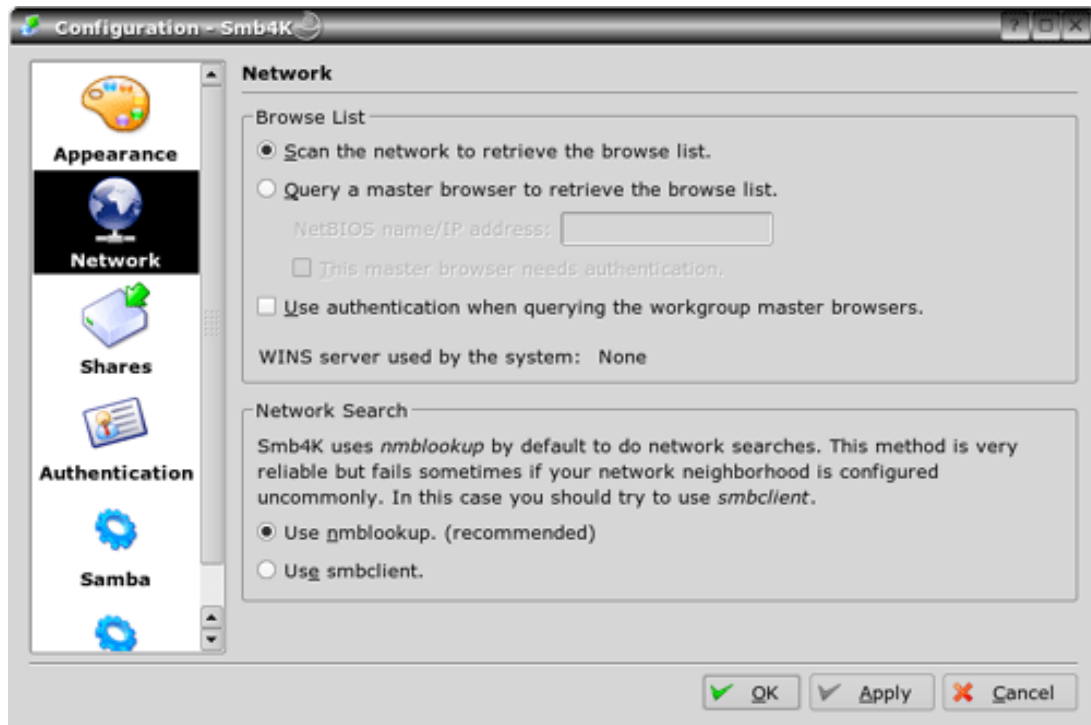 Configuration - Smb4K
Appearance
Network
Shares
Authentication
Samba
Network
Browse List
Scan the network to retrieve the browse list.
Query a master browser to retrieve the browse list.
NetBIOS name/IP address:
This master browser needs authentication.
Use authentication when querying the workgroup master browsers.
WINS server used by the system: None
Network Search
Smb4K uses nmblookup by default to do network searches. This method is very
reliable but fails sometimes if your network neighborhood is configured
uncommonly. In this case you should try to use smbclient.
Use nmblookup. (recommended)
Use smbclient.
OK Apply Cancel